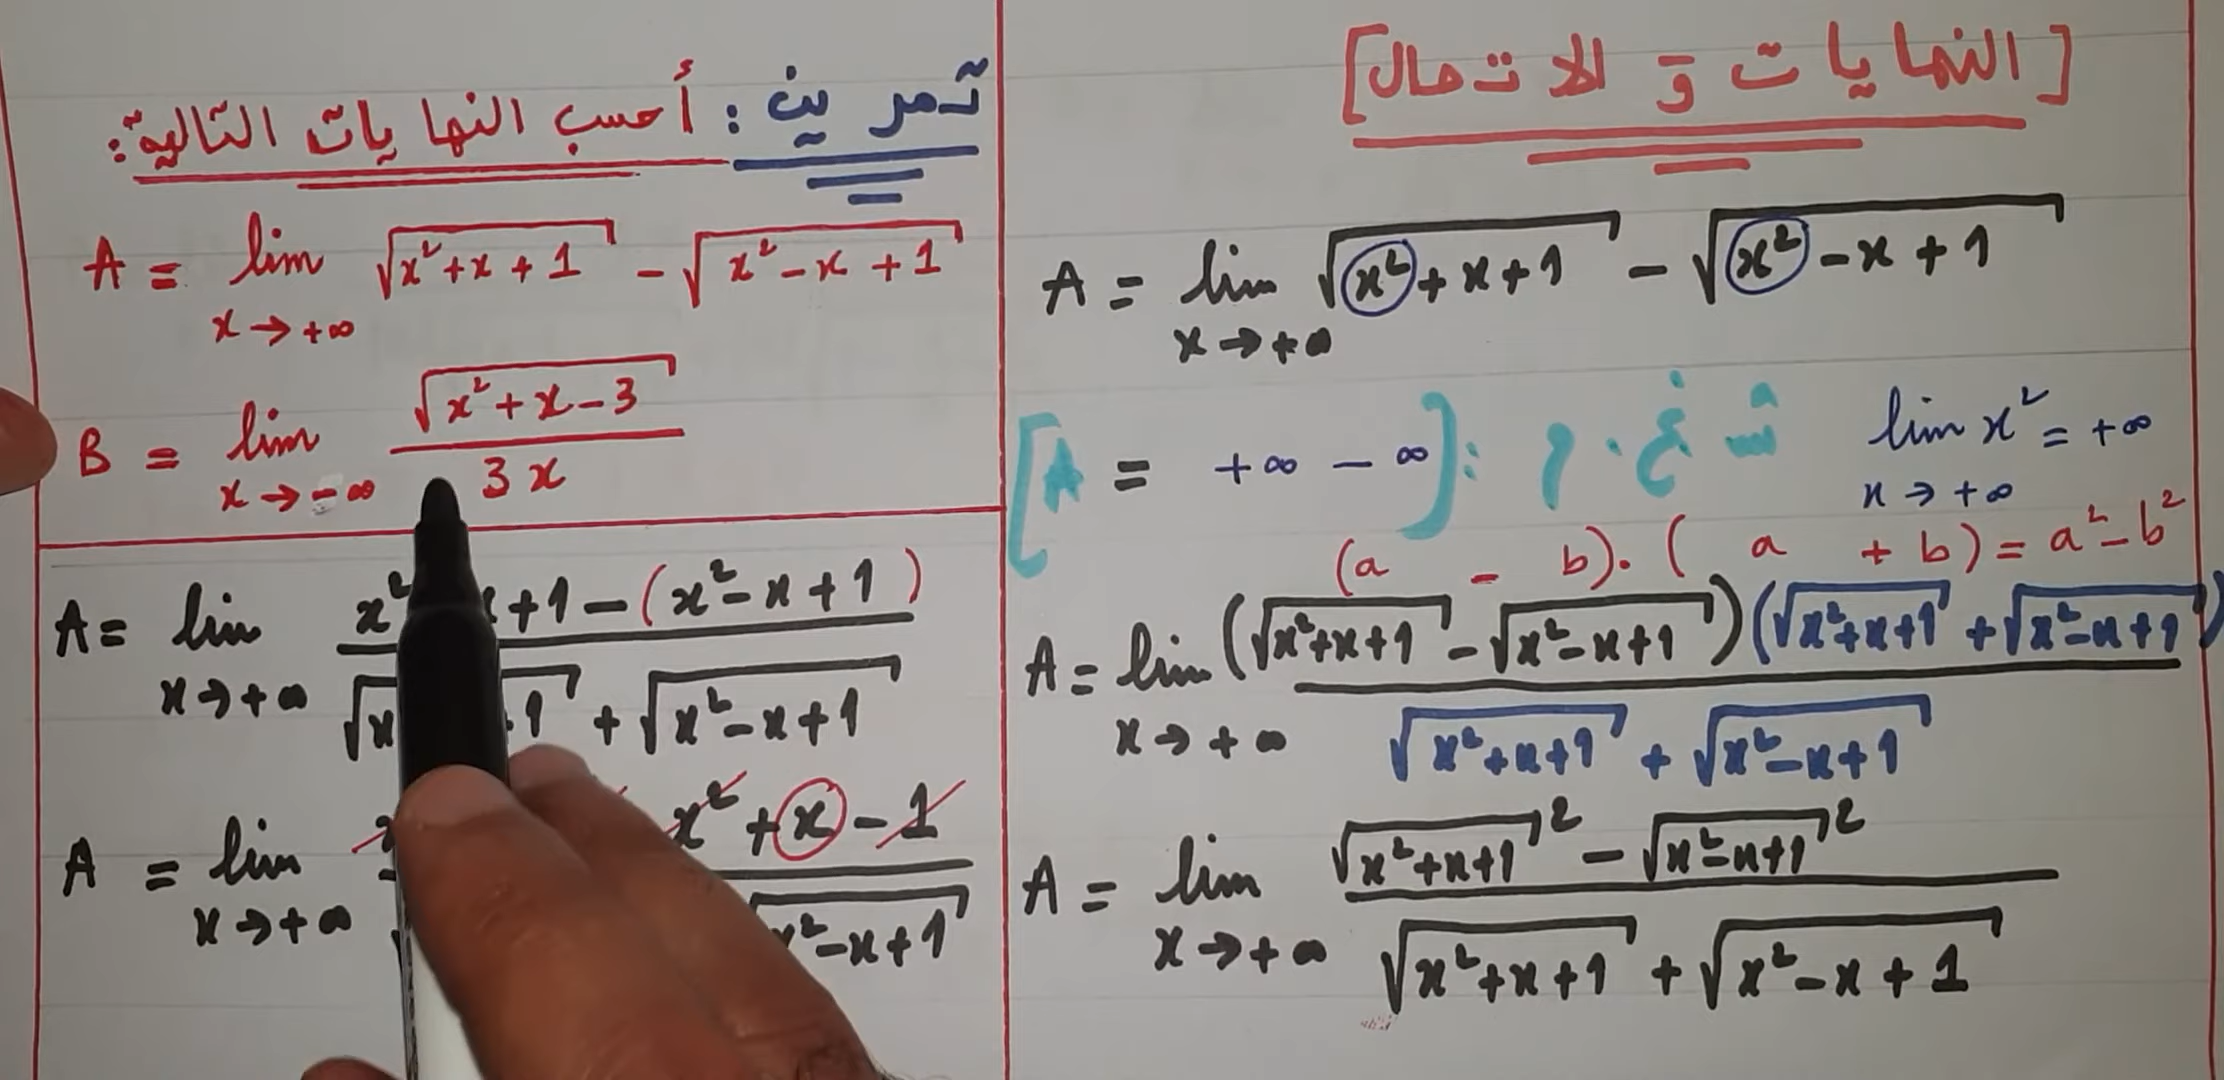 [النهايات و الاتصال]
A = lim x→+∞ √(x²+x+1) − √(x²−x+1)
[A = +∞ − ∞] : ش.غ.م
lim x² = +∞ x→+∞
(a − b).(a + b) = a² − b²
A = lim x→+∞ (√(x²+x+1) − √(x²−x+1))(√(x²+x+1) + √(x²−x+1)) / √(x²+x+1) + √(x²−x+1)
A = lim x→+∞ √(x²+x+1)² − √(x²−x+1)² / √(x²+x+1) + √(x²−x+1)
تمرين : أحسب النهايات التالية:
A = lim x→+∞ √(x²+x+1) − √(x²−x+1)
B = lim x→−∞ √(x²+x−3) / 3x
A = lim x→+∞ x² +1 − (x²−x+1) / √x 1 + √(x²−x+1)
A = lim x→+∞ x² + x − 1 / x²−x+1